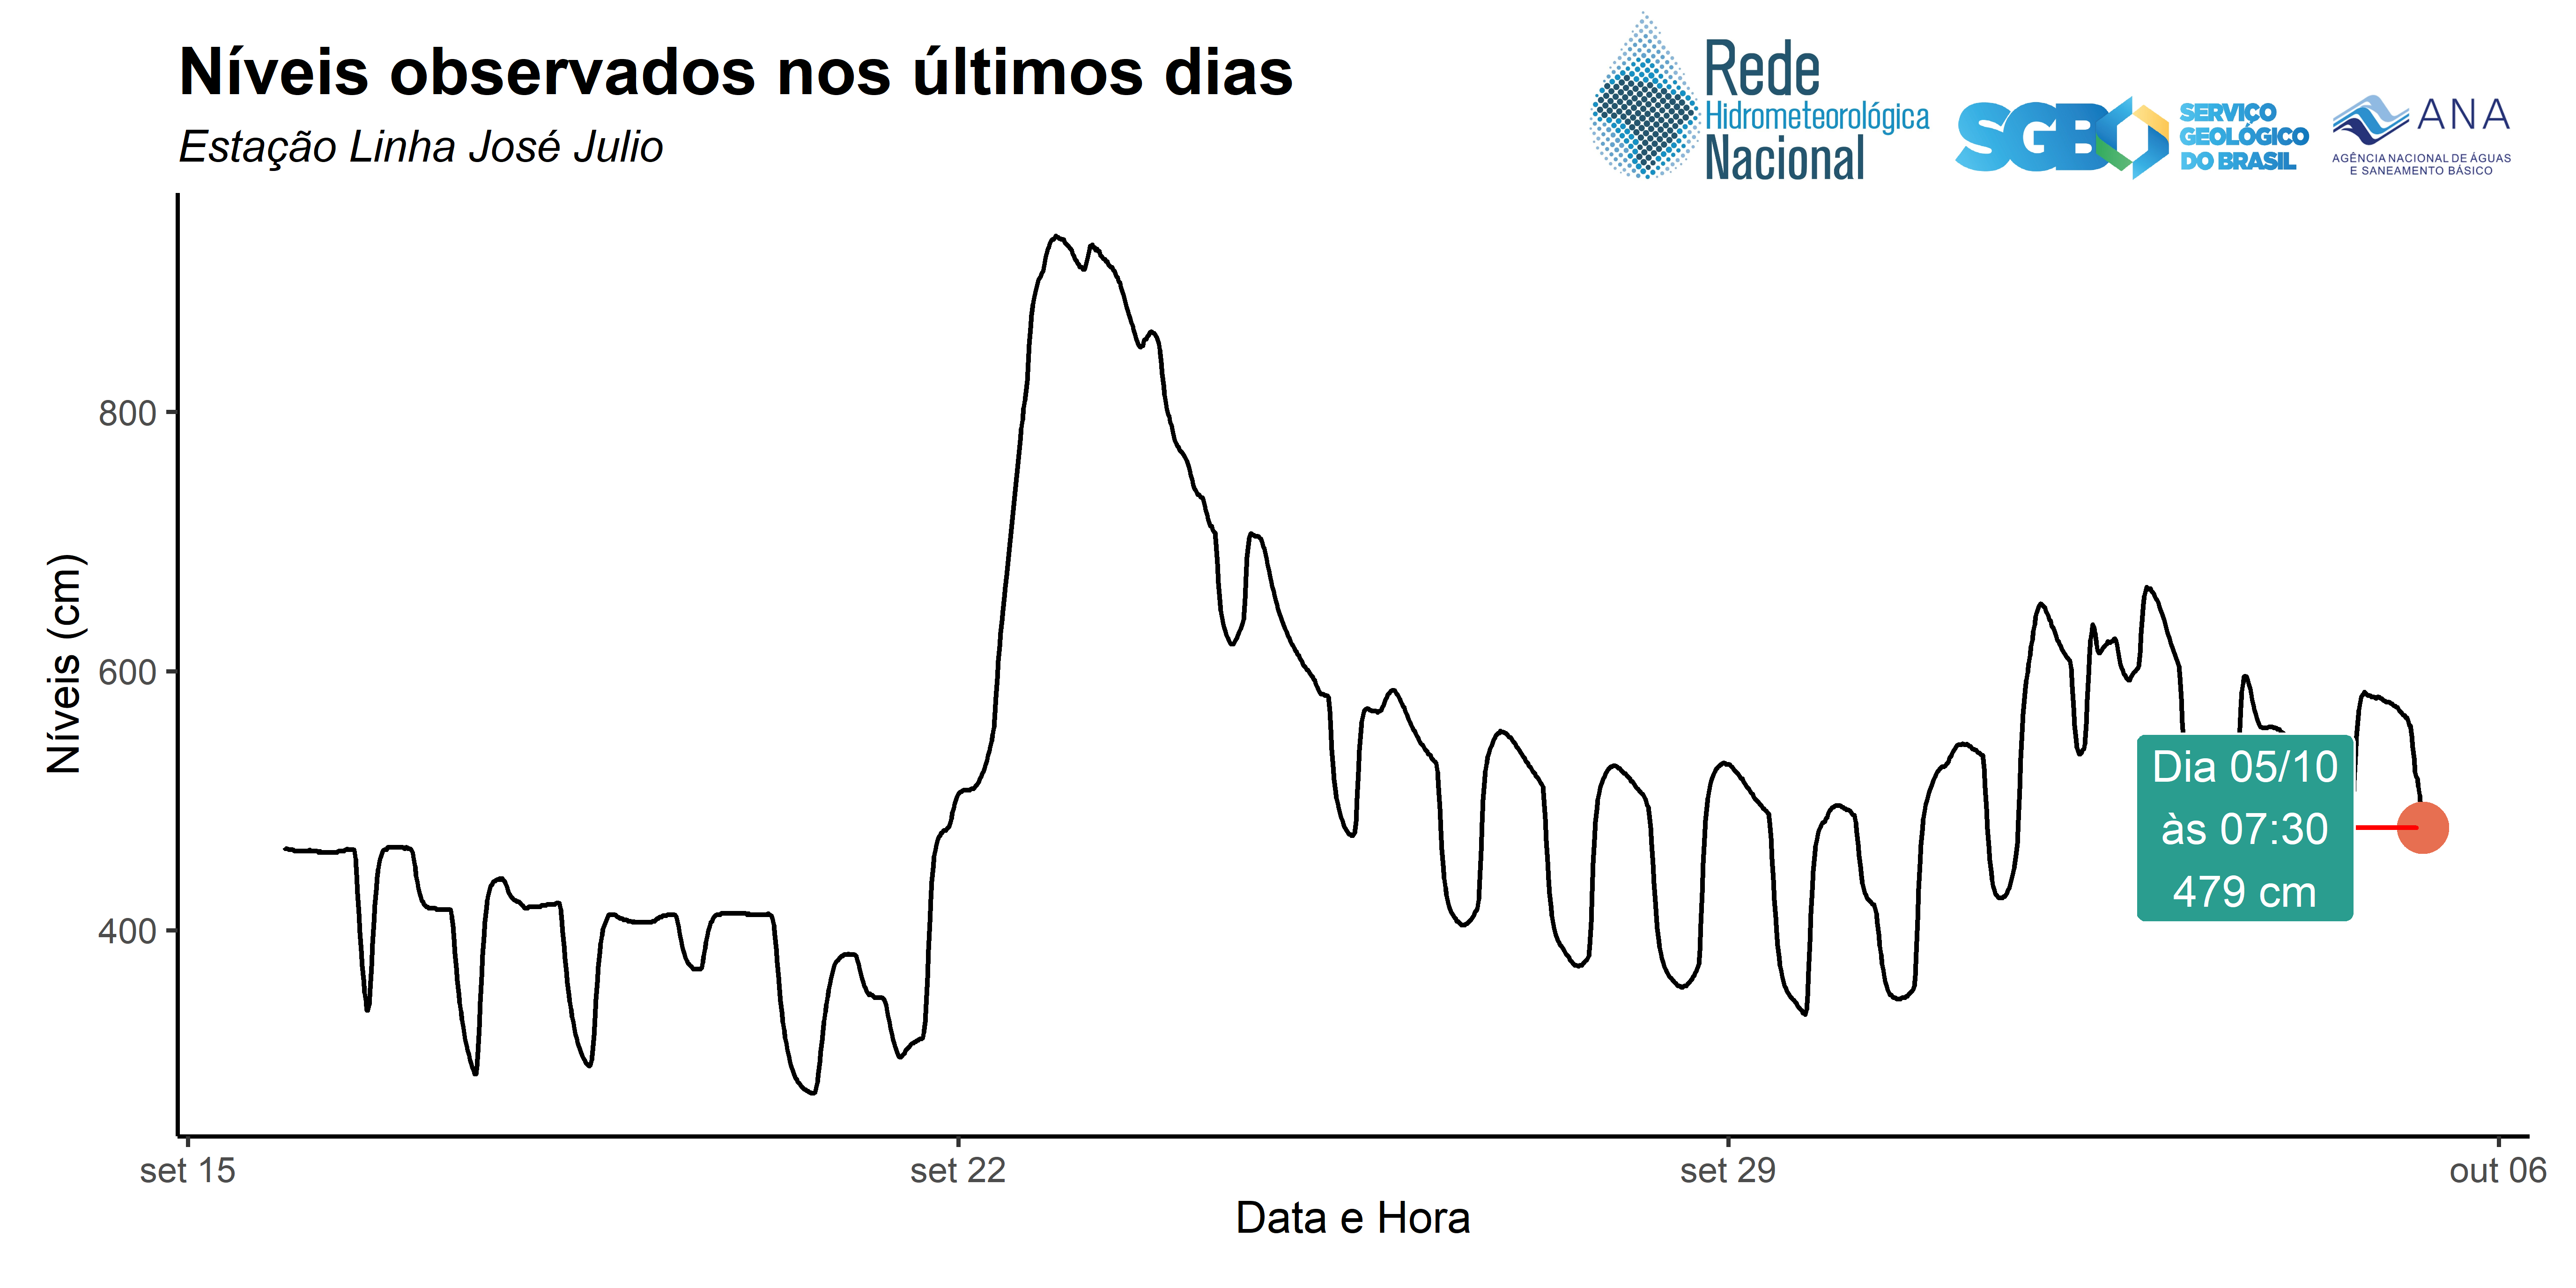 Níveis observados nos últimos dias
Estação Linha José Julio
Rede
Hidrometeorológica
Nacional
SGB
SERVIÇO
GEOLÓGICO
DO BRASIL
ANA
AGÊNCIA NACIONAL DE ÁGUAS
E SANEAMENTO BÁSICO
Níveis (cm)
800
600
400
Dia 05/10
às 07:30
479 cm
set 15
set 22
set 29
out 06
Data e Hora